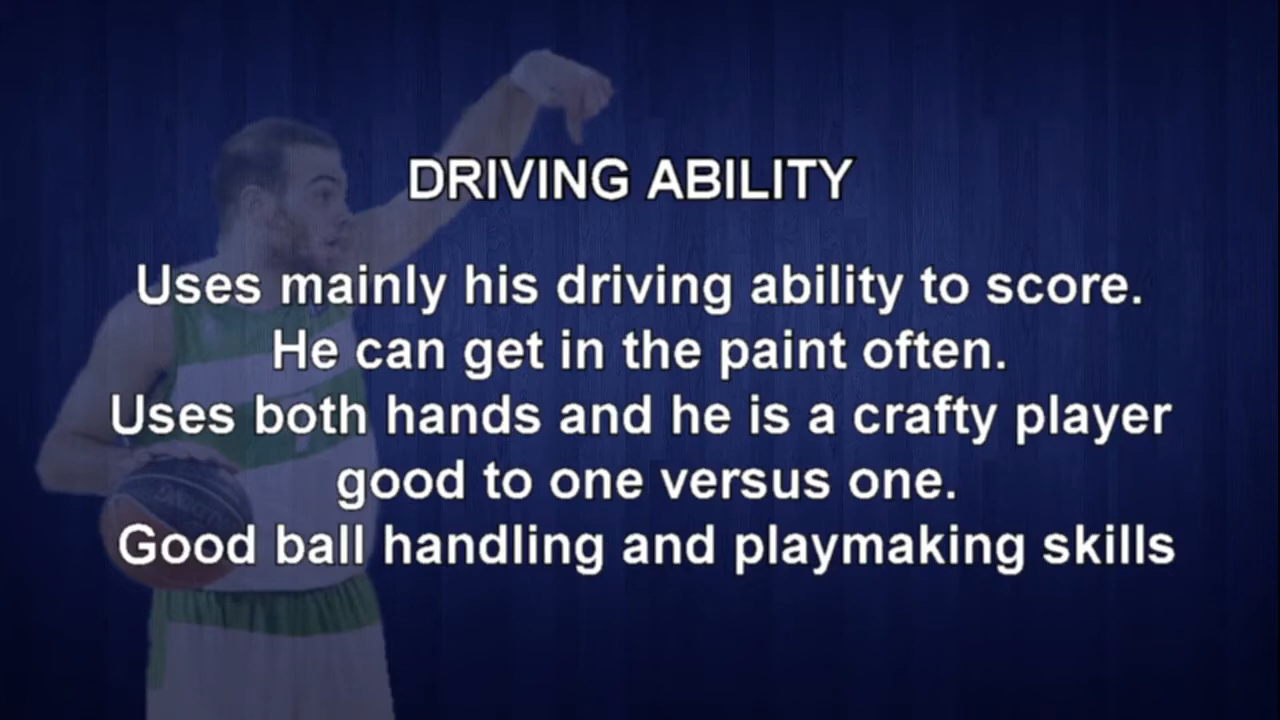 DRIVING ABILITY
Uses mainly his driving ability to score.
He can get in the paint often.
Uses both hands and he is a crafty player
good to one versus one.
Good ball handling and playmaking skills